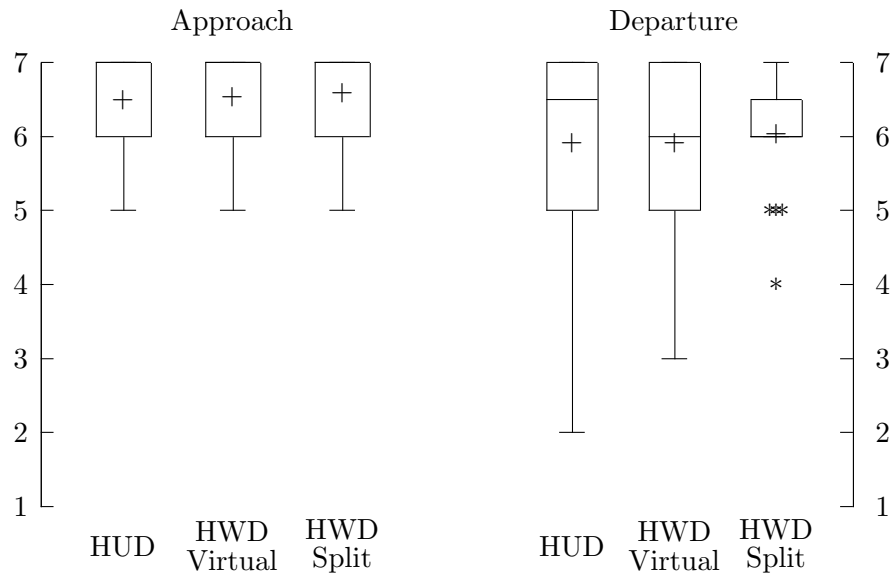 Approach
Departure
7
6
5
4
3
2
1
7
6
5
4
3
2
1
HUD
HWD
Virtual
HWD
Split
HUD
HWD
Virtual
HWD
Split